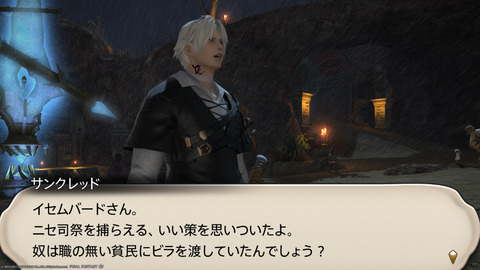 サンクレッド
イセムバードさん。
ニセ司祭を捕らえる、いい策を思いついたよ。
奴は職の無い貧民にビラを渡していたんでしょう？